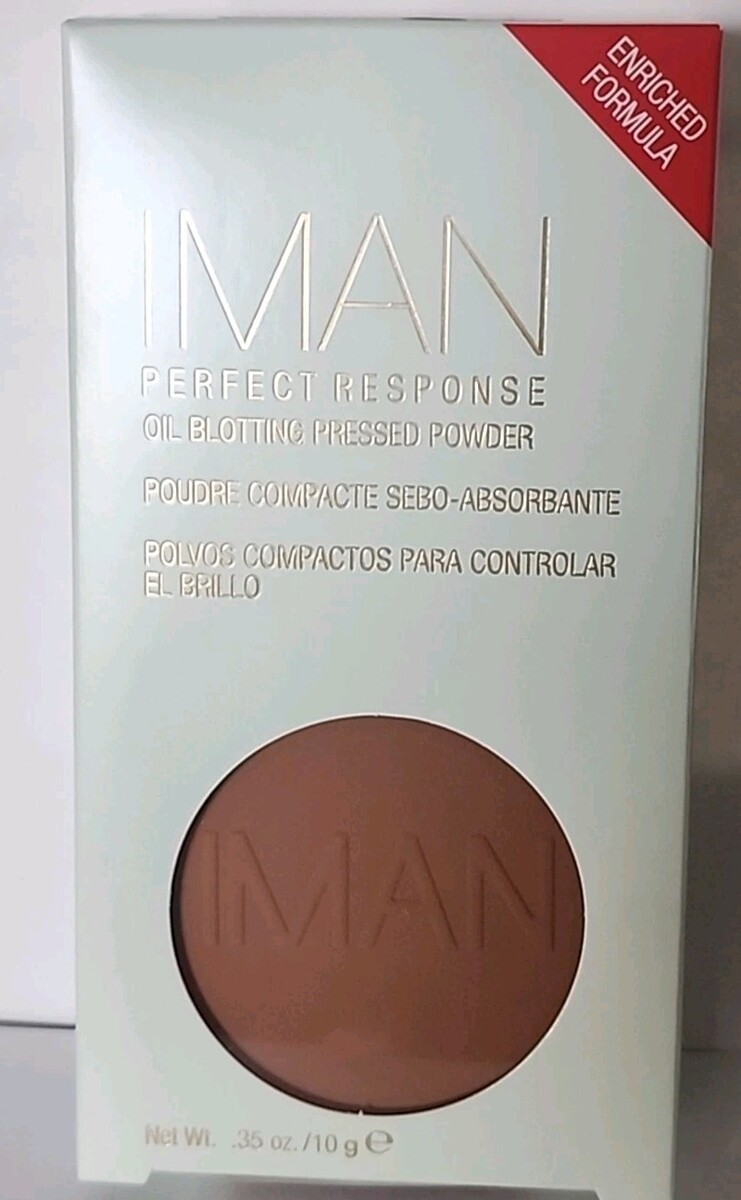 ENRICHED
FORMULA
IMAN
PERFECT RESPONSE
OIL BLOTTING PRESSED POWDER
POUDRE COMPACTE SEBO-ABSORBANTE
POLVOS COMPACTOS PARA CONTROLAR
EL BRILLO
IMAN
Net Wt. .35 oz./10 g ℮